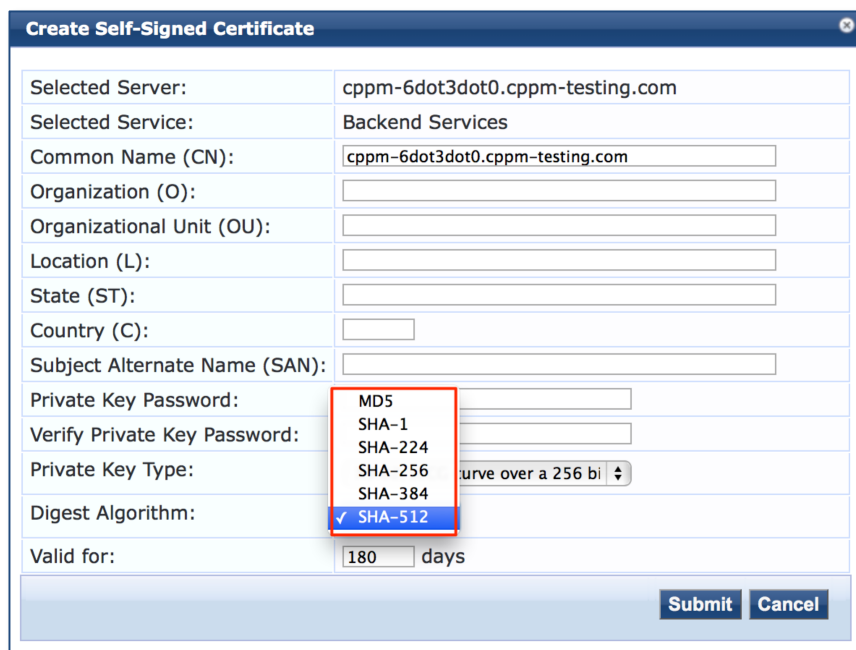 Create Self-Signed Certificate
Selected Server: cppm-6dot3dot0.cppm-testing.com
Selected Service: Backend Services
Common Name (CN): cppm-6dot3dot0.cppm-testing.com
Organization (O):
Organizational Unit (OU):
Location (L):
State (ST):
Country (C):
Subject Alternate Name (SAN):
Private Key Password:
MD5
SHA-1
Verify Private Key Password:
SHA-224
Private Key Type:
SHA-256 curve over a 256 bi
SHA-384
Digest Algorithm:
✓ SHA-512
Valid for: 180 days
Submit Cancel